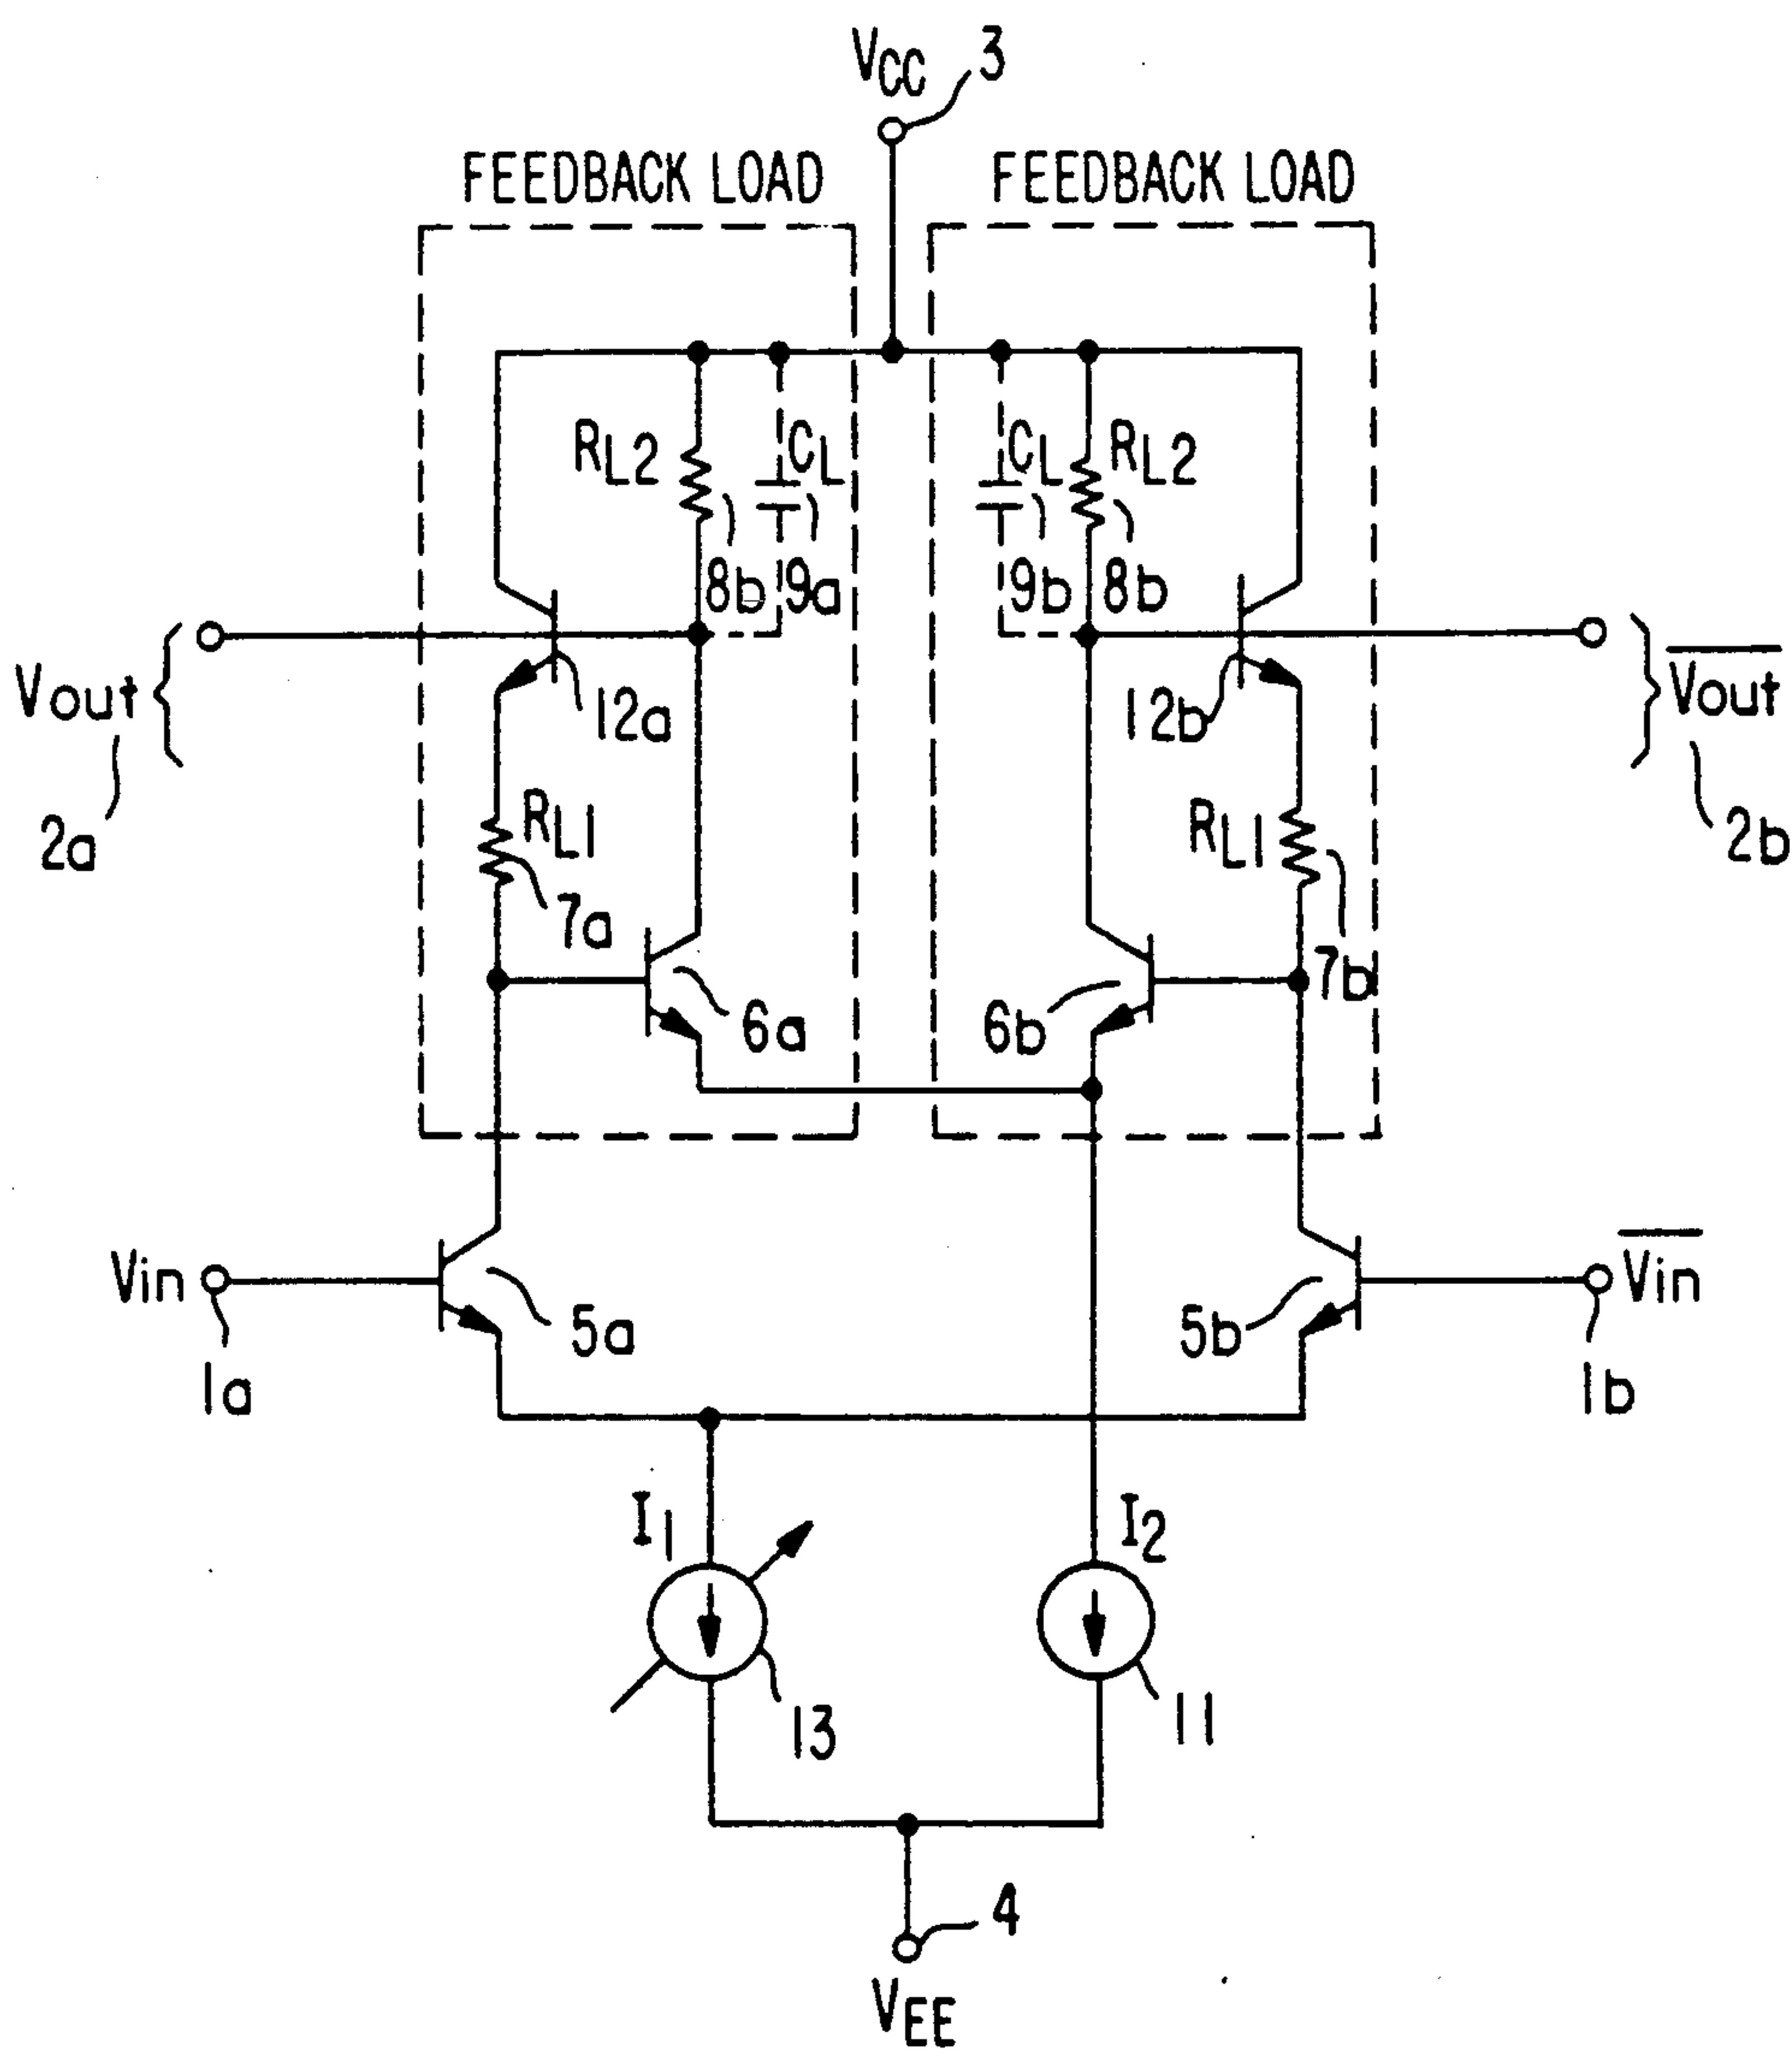 VCC 3
FEEDBACK LOAD FEEDBACK LOAD
RL2 CL CL RL2
8b 9a 9b 8b
Vout 12a 12b Vout
2a RL1 RL1 2b
7a 7b
6a 6b
Vin 5a 5b Vin
1a 1b
I1 I2
13 11
4
VEE